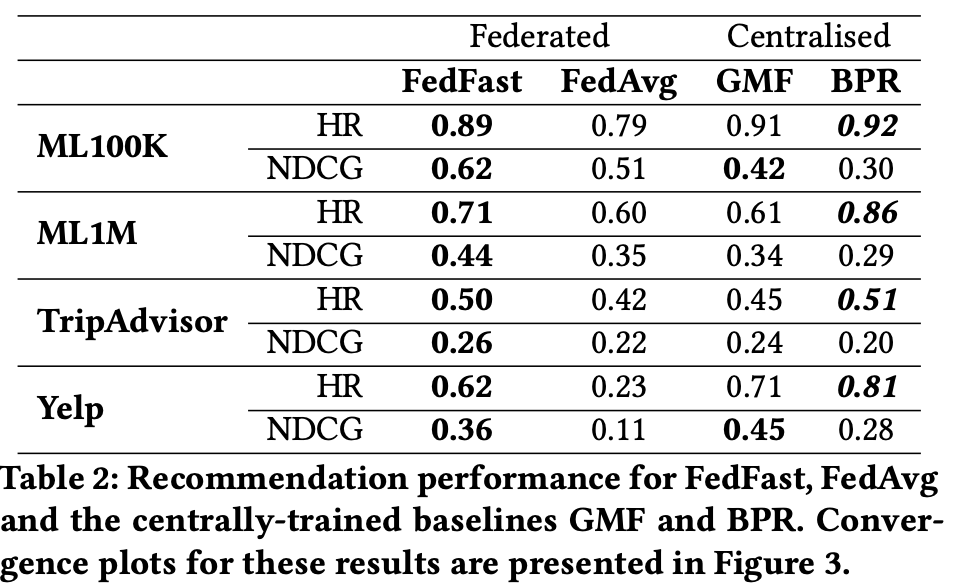 Federated Centralised
FedFast FedAvg GMF BPR
ML100K
HR 0.89 0.79 0.91 0.92
NDCG 0.62 0.51 0.42 0.30
ML1M
HR 0.71 0.60 0.61 0.86
NDCG 0.44 0.35 0.34 0.29
TripAdvisor
HR 0.50 0.42 0.45 0.51
NDCG 0.26 0.22 0.24 0.20
Yelp
HR 0.62 0.23 0.71 0.81
NDCG 0.36 0.11 0.45 0.28
Table 2: Recommendation performance for FedFast, FedAvg
and the centrally-trained baselines GMF and BPR. Conver-
gence plots for these results are presented in Figure 3.